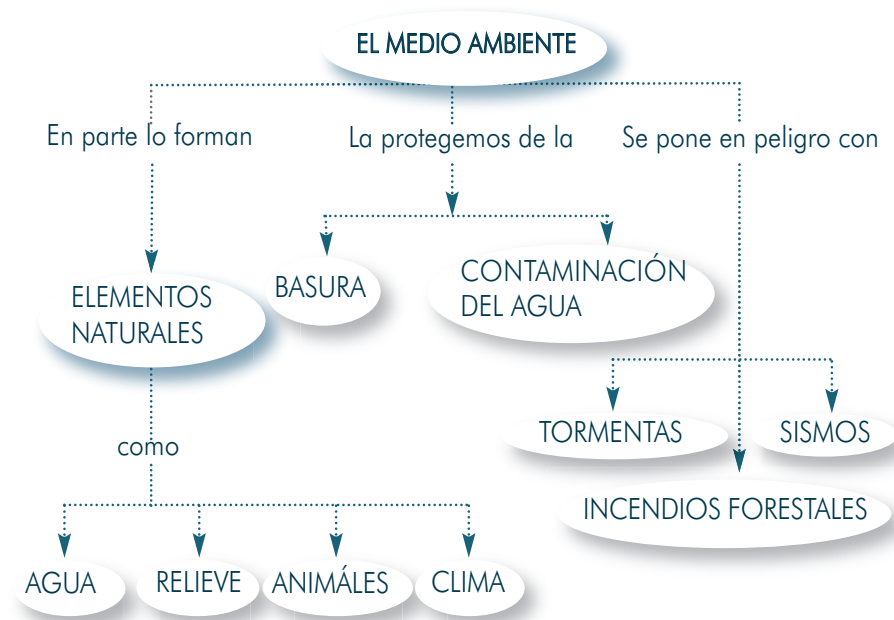 EL MEDIO AMBIENTE
En parte lo forman
La protegemos de la
Se pone en peligro con
ELEMENTOS
NATURALES
BASURA
CONTAMINACIÓN
DEL AGUA
TORMENTAS
SISMOS
INCENDIOS FORESTALES
como
AGUA
RELIEVE
ANIMÁLES
CLIMA